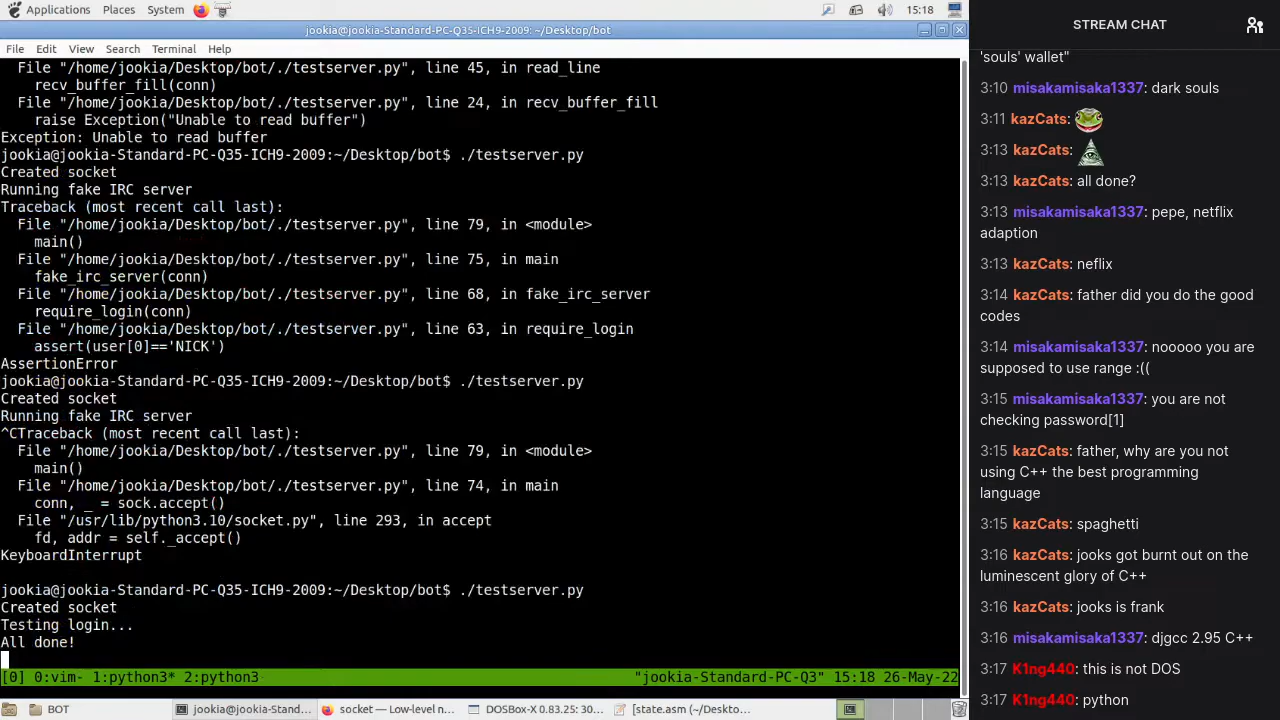 Applications Places System 15:18
jookia@jookia-Standard-PC-Q35-ICH9-2009: ~/Desktop/bot
File Edit View Search Terminal Help
File "/home/jookia/Desktop/bot/./testserver.py", line 45, in read_line
recv_buffer_fill(conn)
File "/home/jookia/Desktop/bot/./testserver.py", line 24, in recv_buffer_fill
raise Exception("Unable to read buffer")
Exception: Unable to read buffer
jookia@jookia-Standard-PC-Q35-ICH9-2009:~/Desktop/bot$ ./testserver.py
Created socket
Running fake IRC server
Traceback (most recent call last):
File "/home/jookia/Desktop/bot/./testserver.py", line 79, in <module>
main()
File "/home/jookia/Desktop/bot/./testserver.py", line 75, in main
fake_irc_server(conn)
File "/home/jookia/Desktop/bot/./testserver.py", line 68, in fake_irc_server
require_login(conn)
File "/home/jookia/Desktop/bot/./testserver.py", line 63, in require_login
assert(user[0]=='NICK')
AssertionError
jookia@jookia-Standard-PC-Q35-ICH9-2009:~/Desktop/bot$ ./testserver.py
Created socket
Running fake IRC server
^CTraceback (most recent call last):
File "/home/jookia/Desktop/bot/./testserver.py", line 79, in <module>
main()
File "/home/jookia/Desktop/bot/./testserver.py", line 74, in main
conn, _ = sock.accept()
File "/usr/lib/python3.10/socket.py", line 293, in accept
fd, addr = self._accept()
KeyboardInterrupt
jookia@jookia-Standard-PC-Q35-ICH9-2009:~/Desktop/bot$ ./testserver.py
Created socket
Testing login...
All done!
[0] 0:vim- 1:python3* 2:python3 "jookia-Standard-PC-Q3" 15:18 26-May-22
BOT jookia@jookia-Stand... socket — Low-level n... DOSBox-X 0.83.25: 30... [state.asm (~/Deskto...
STREAM CHAT
'souls' wallet"
3:10 misakamisaka1337: dark souls
3:11 kazCats:
3:13 kazCats:
3:13 kazCats: all done?
3:13 misakamisaka1337: pepe, netflix
adaption
3:13 kazCats: neflix
3:14 kazCats: father did you do the good
codes
3:14 misakamisaka1337: nooooo you are
supposed to use range :((
3:15 misakamisaka1337: you are not
checking password[1]
3:15 kazCats: father, why are you not
using C++ the best programming
language
3:15 kazCats: spaghetti
3:16 kazCats: jooks got burnt out on the
luminescent glory of C++
3:16 kazCats: jooks is frank
3:16 misakamisaka1337: djgcc 2.95 C++
3:17 K1ng440: this is not DOS
3:17 K1ng440: python